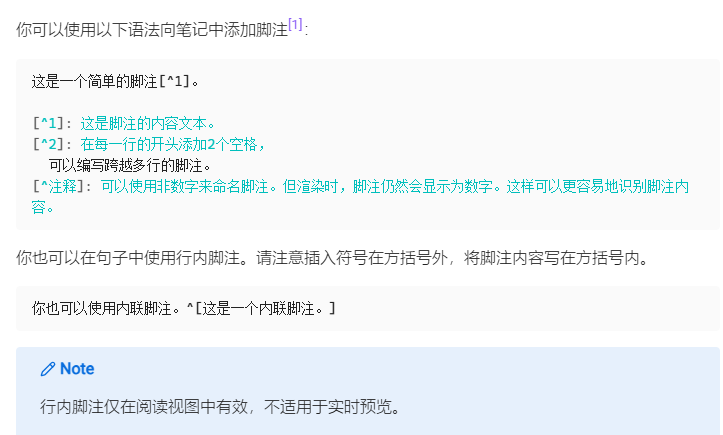 你可以使用以下语法向笔记中添加脚注[1]：
这是一个简单的脚注[^1]。
[^1]: 这是脚注的内容文本。
[^2]: 在每一行的开头添加2个空格，
  可以编写跨越多行的脚注。
[^注释]: 可以使用非数字来命名脚注。但渲染时，脚注仍然会显示为数字。这样可以更容易地识别脚注内
容。
你也可以在句子中使用行内脚注。请注意插入符号在方括号外，将脚注内容写在方括号内。
你也可以使用内联脚注。^[这是一个内联脚注。]
Note
行内脚注仅在阅读视图中有效，不适用于实时预览。